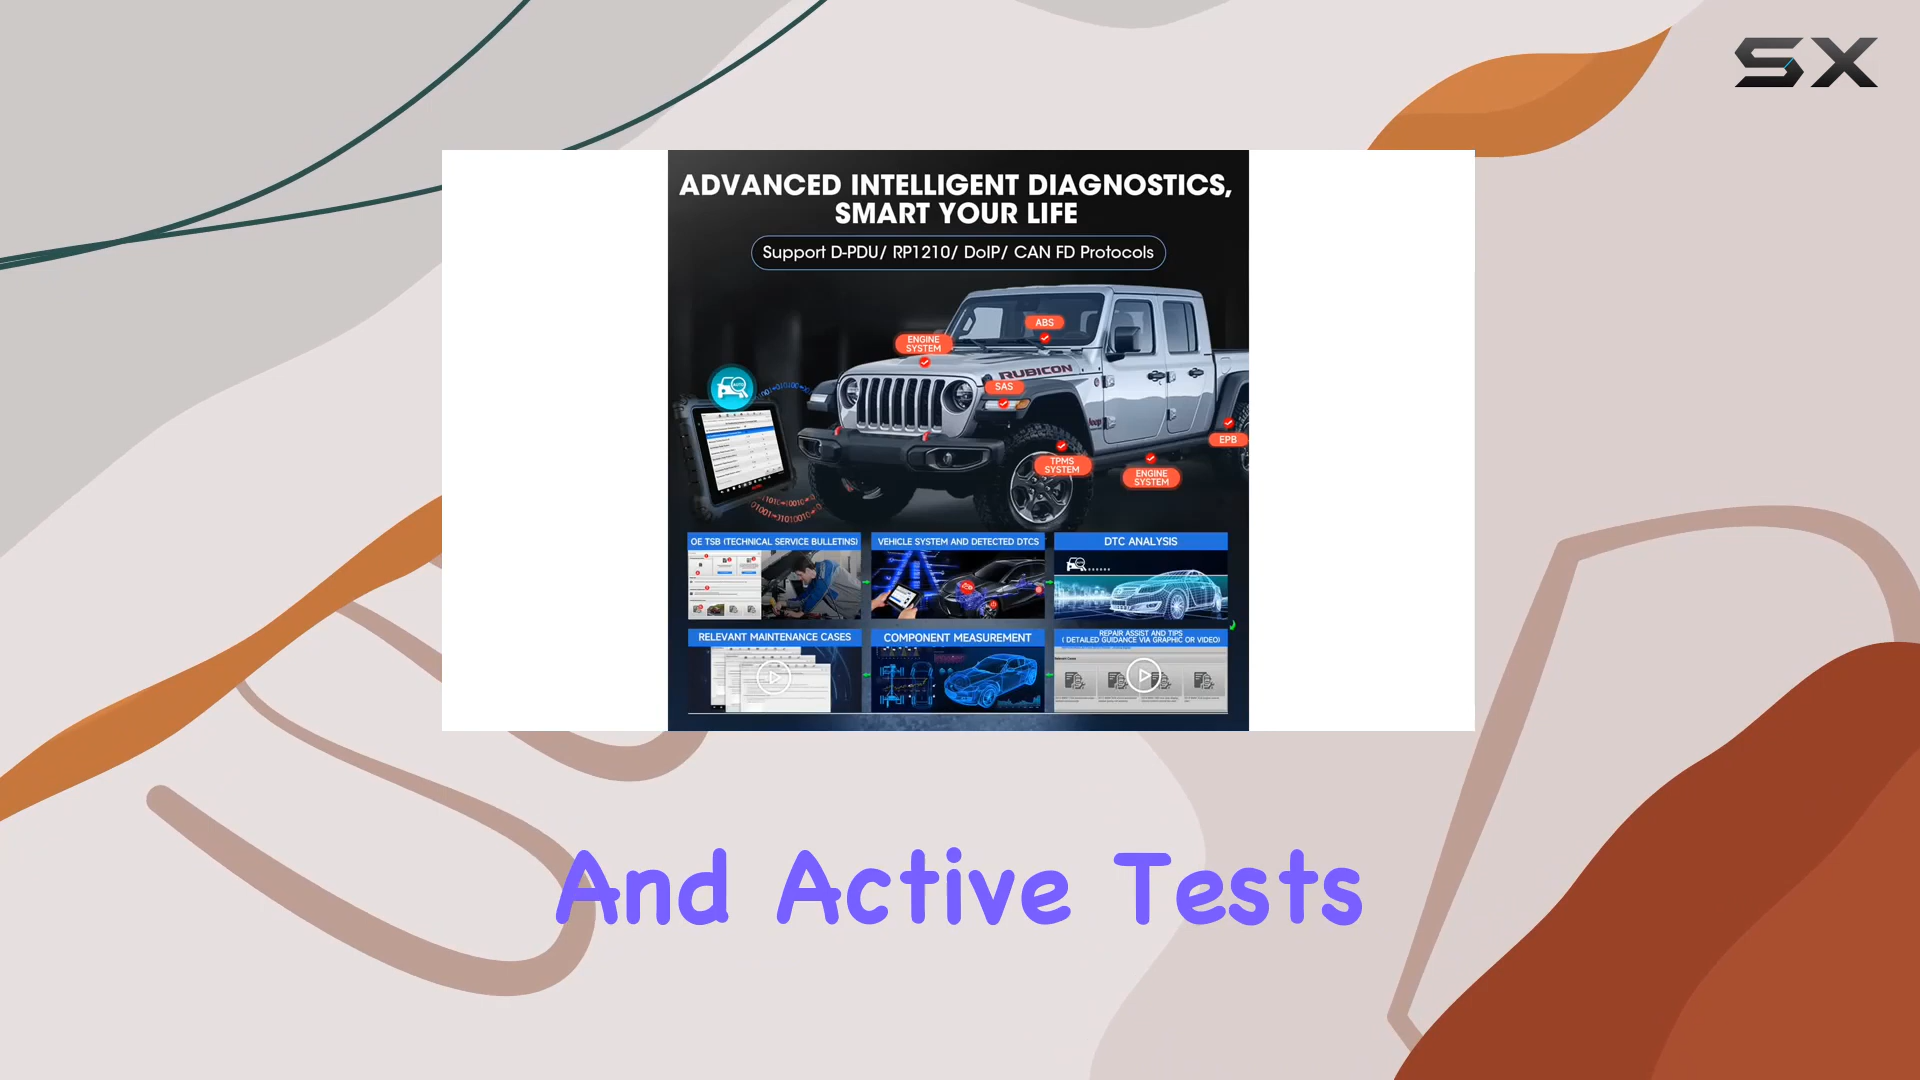 SX
ADVANCED INTELLIGENT DIAGNOSTICS,
SMART YOUR LIFE
Support D-PDU/ RP1210/ DoIP/ CAN FD Protocols
ABS
ENGINE
SYSTEM
RUBICON
SAS
AUTO
Jeep
EPB
TPMS
SYSTEM
ENGINE
SYSTEM
OE TSB (TECHNICAL SERVICE BULLETINS)
VEHICLE SYSTEM AND DETECTED DTCS
DTC ANALYSIS
RELEVANT MAINTENANCE CASES
COMPONENT MEASUREMENT
REPAIR ASSIST AND TIPS
( DETAILED GUIDANCE VIA GRAPHIC OR VIDEO)
And Active Tests